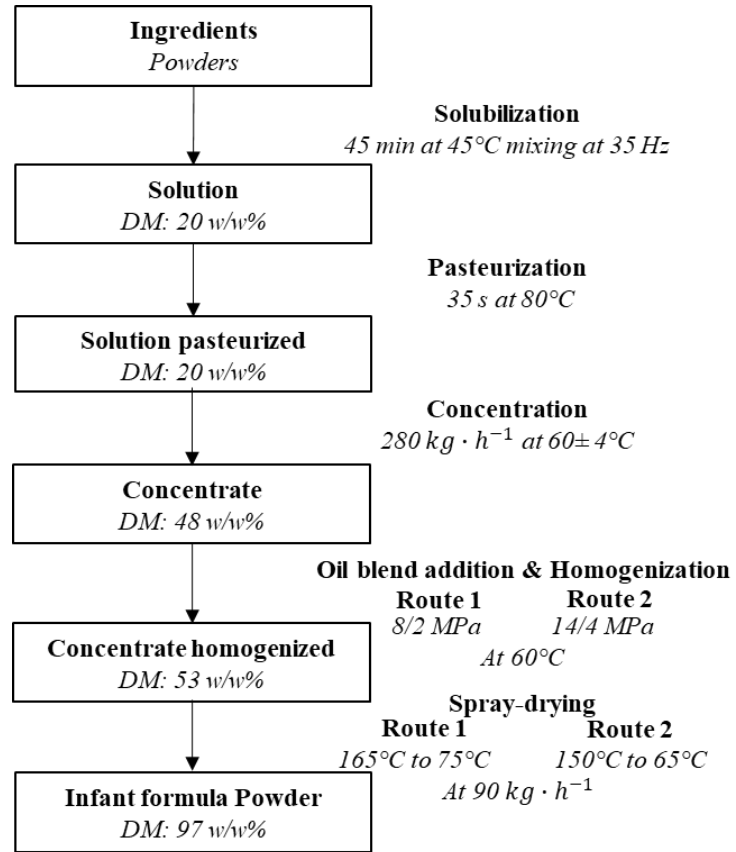 Ingredients
Powders
Solubilization
45 min at 45°C mixing at 35 Hz
Solution
DM: 20 w/w%
Pasteurization
35 s at 80°C
Solution pasteurized
DM: 20 w/w%
Concentration
280 kg · h⁻¹ at 60± 4°C
Concentrate
DM: 48 w/w%
Oil blend addition & Homogenization
Route 1 Route 2
8/2 MPa 14/4 MPa
At 60°C
Concentrate homogenized
DM: 53 w/w%
Spray-drying
Route 1 Route 2
165°C to 75°C 150°C to 65°C
At 90 kg · h⁻¹
Infant formula Powder
DM: 97 w/w%